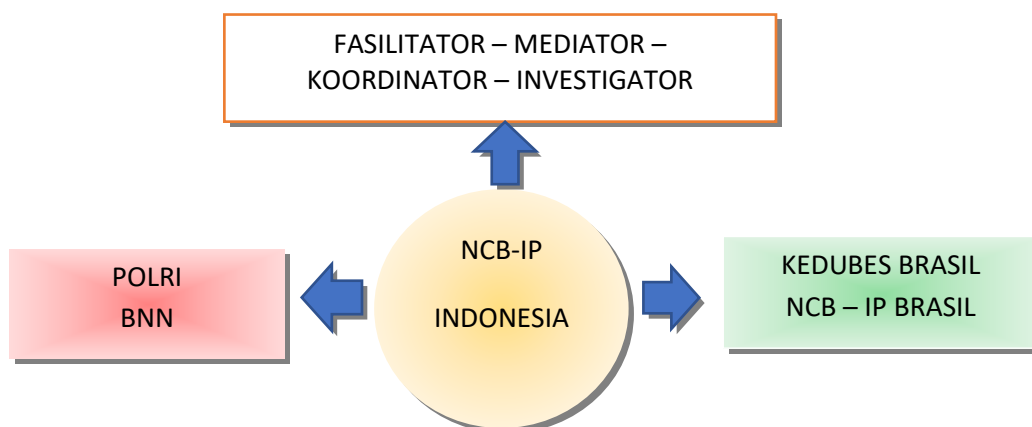 FASILITATOR – MEDIATOR –
KOORDINATOR – INVESTIGATOR
NCB-IP
INDONESIA
POLRI
BNN
KEDUBES BRASIL
NCB – IP BRASIL